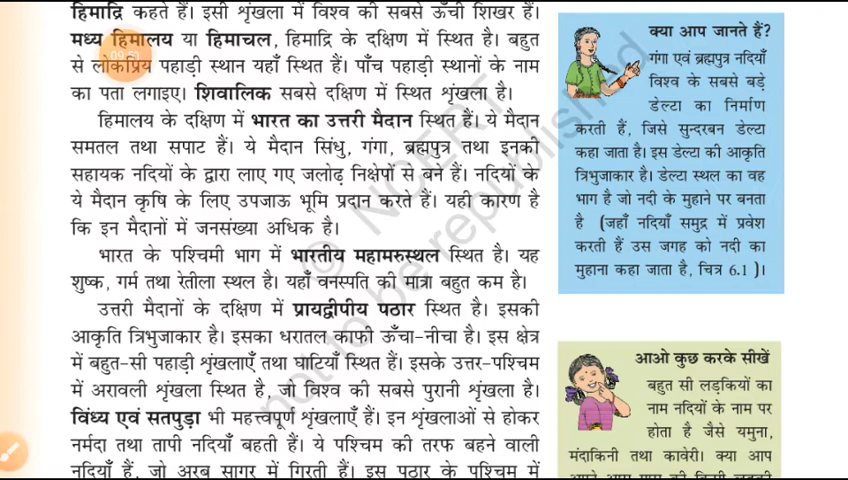 हिमाद्रि कहते हैं। इसी शृंखला में विश्व की सबसे ऊँची शिखर हैं।
मध्य हिमालय या हिमाचल, हिमाद्रि के दक्षिण में स्थित है। बहुत
से लोकप्रिय पहाड़ी स्थान यहाँ स्थित हैं। पाँच पहाड़ी स्थानों के नाम
का पता लगाइए। शिवालिक सबसे दक्षिण में स्थित शृंखला है।
हिमालय के दक्षिण में भारत का उत्तरी मैदान स्थित हैं। ये मैदान
समतल तथा सपाट हैं। ये मैदान सिंधु, गंगा, ब्रह्मपुत्र तथा इनकी
सहायक नदियों के द्वारा लाए गए जलोढ़ निक्षेपों से बने हैं। नदियों के
ये मैदान कृषि के लिए उपजाऊ भूमि प्रदान करते हैं। यही कारण है
कि इन मैदानों में जनसंख्या अधिक है।
भारत के पश्चिमी भाग में भारतीय महामरुस्थल स्थित है। यह
शुष्क, गर्म तथा रेतीला स्थल है। यहाँ वनस्पति की मात्रा बहुत कम है।
उत्तरी मैदानों के दक्षिण में प्रायद्वीपीय पठार स्थित है। इसकी
आकृति त्रिभुजाकार है। इसका धरातल काफी ऊँचा-नीचा है। इस क्षेत्र
में बहुत-सी पहाड़ी शृंखलाएँ तथा घाटियाँ स्थित हैं। इसके उत्तर-पश्चिम
में अरावली शृंखला स्थित है, जो विश्व की सबसे पुरानी शृंखला है।
विंध्य एवं सतपुड़ा भी महत्त्वपूर्ण शृंखलाएँ हैं। इन शृंखलाओं से होकर
नर्मदा तथा तापी नदियाँ बहती हैं। ये पश्चिम की तरफ बहने वाली
नदियाँ हैं, जो अरब सागर में गिरती हैं। इस पठार के पश्चिम में
क्या आप जानते हैं?
गंगा एवं ब्रह्मपुत्र नदियाँ
विश्व के सबसे बड़े
डेल्टा का निर्माण
करती हैं, जिसे सुन्दरबन डेल्टा
कहा जाता है। इस डेल्टा की आकृति
त्रिभुजाकार है। डेल्टा स्थल का वह
भाग है जो नदी के मुहाने पर बनता
है (जहाँ नदियाँ समुद्र में प्रवेश
करती हैं उस जगह को नदी का
मुहाना कहा जाता है, चित्र 6.1)।
आओ कुछ करके सीखें
बहुत सी लड़कियों का
नाम नदियों के नाम पर
होता है जैसे यमुना,
मंदाकिनी तथा कावेरी। क्या आप
© NCERT
not to be republished